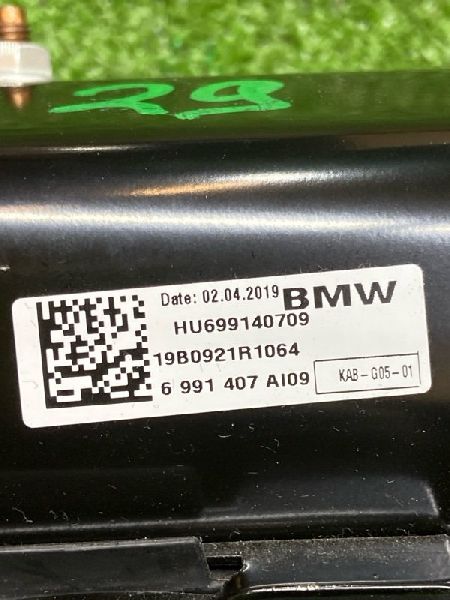 29
Date: 02.04.2019 BMW
HU699140709
19B0921R1064
6 991 407 AI09 KAB-G05-01